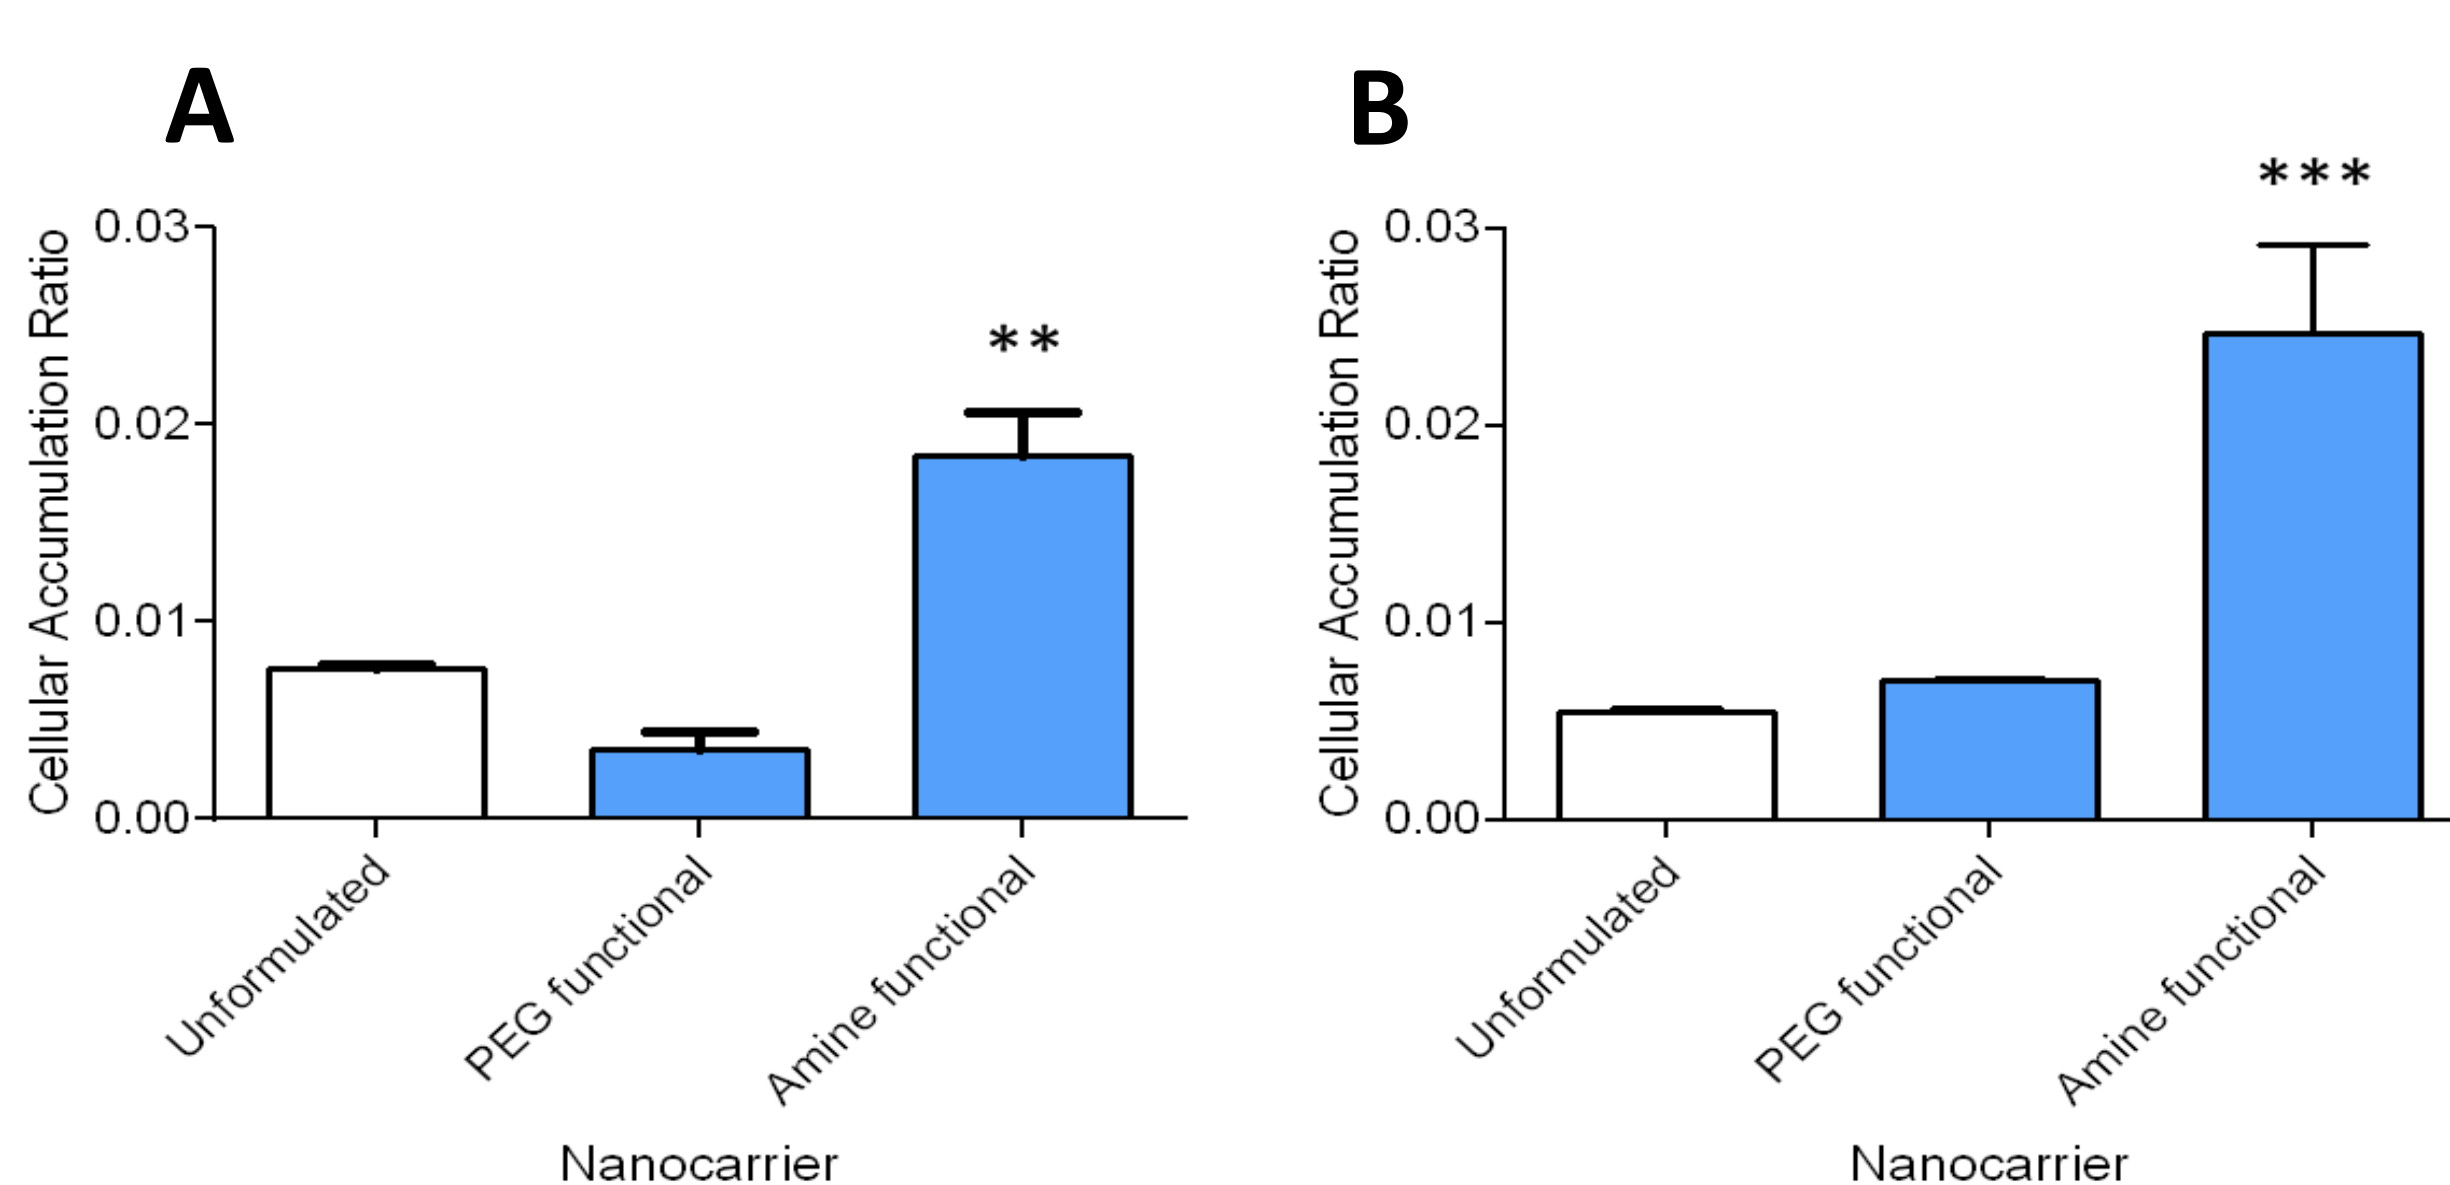 A
Cellular Accumulation Ratio
0.03
**
0.02
0.01
0.00
Unformulated
PEG functional
Amine functional
Nanocarrier
B
Cellular Accumulation Ratio
***
0.03
0.02
0.01
0.00
Unformulated
PEG functional
Amine functional
Nanocarrier